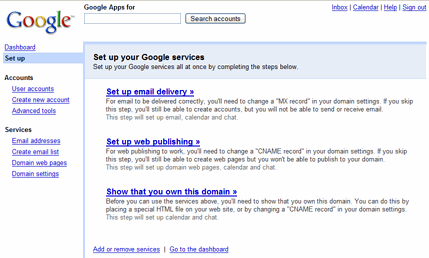 Google
Google Apps for
Search accounts
Inbox | Calendar | Help | Sign out
Dashboard
Set up
Accounts
User accounts
Create new account
Admin tools
Services
Email addresses
Create email list
Domain web pages
Domain settings
Set up your Google services
Set up your Google services all at once by completing the steps below.
Set up email delivery »
For email to be delivered correctly, you'll need to change a "MX record" in your domain settings. If you skip
this step, you'll still be able to create accounts, but you will not be able to send or receive email.
This step will set up email, calendar and chat.
Set up web publishing »
For web publishing to work, you'll need to change a "CNAME record" in your domain settings. If you skip
this step, you'll still be able to create web pages but you won't be able to publish to your domain.
This step will set up email, calendar and chat.
Show that you own this domain »
Before you can use the services above, you'll need to show that you own this domain. You can do this by
placing a special HTML file on your web site, or by changing a "CNAME record" in your domain settings.
This step will set up calendar and chat.
Add or remove services | Go to the dashboard